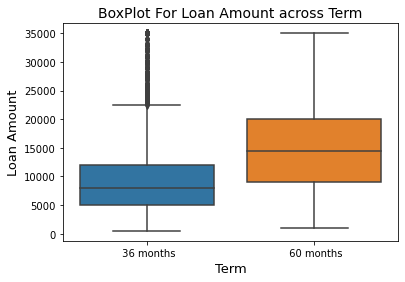 BoxPlot For Loan Amount across Term
35000
30000
25000
20000
15000
10000
5000
0
Loan Amount
36 months
60 months
Term